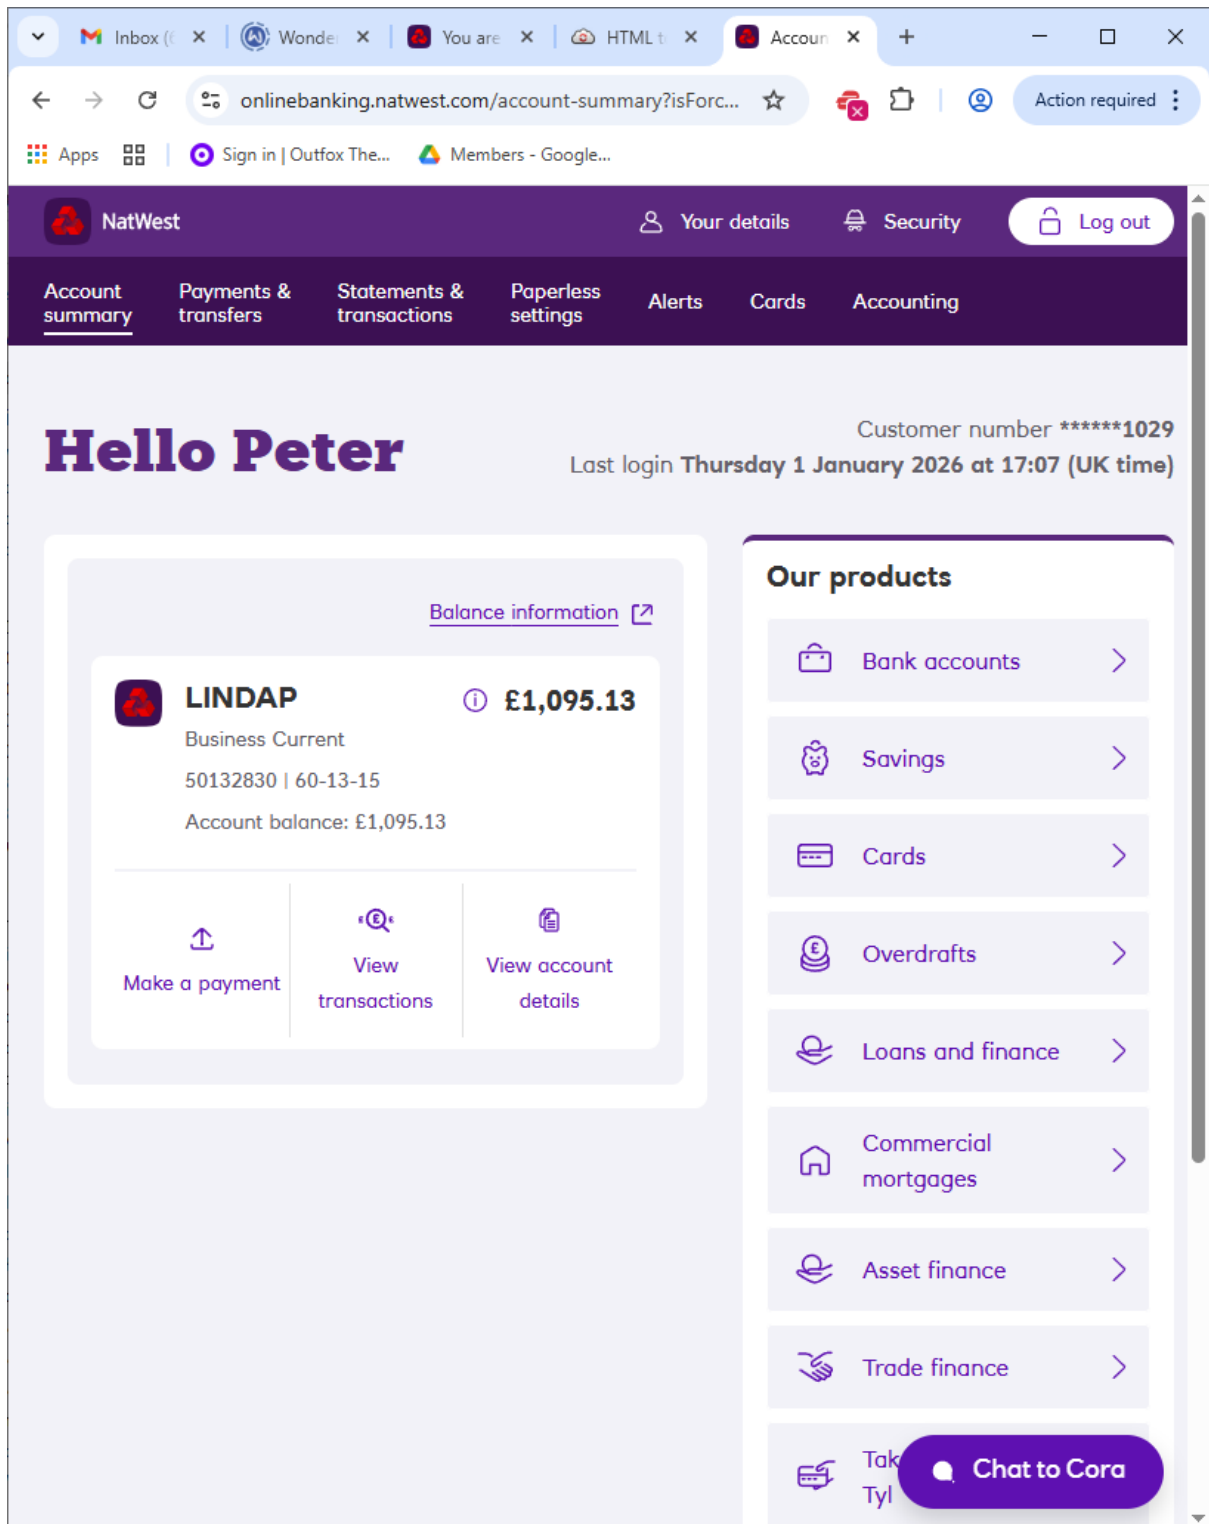 Inbox (6
Wonde
You are
HTML t
Accoun
onlinebanking.natwest.com/account-summary?isForc...
Action required
Apps
Sign in | Outfox The...
Members - Google...
NatWest
Your details
Security
Log out
Account summary
Payments & transfers
Statements & transactions
Paperless settings
Alerts
Cards
Accounting
Hello Peter
Customer number ******1029
Last login Thursday 1 January 2026 at 17:07 (UK time)
Balance information
LINDAP
£1,095.13
Business Current
50132830 | 60-13-15
Account balance: £1,095.13
Make a payment
View
transactions
View account
details
Our products
Bank accounts
Savings
Cards
Overdrafts
Loans and finance
Commercial
mortgages
Asset finance
Trade finance
Tak
Tyl
Chat to Cora